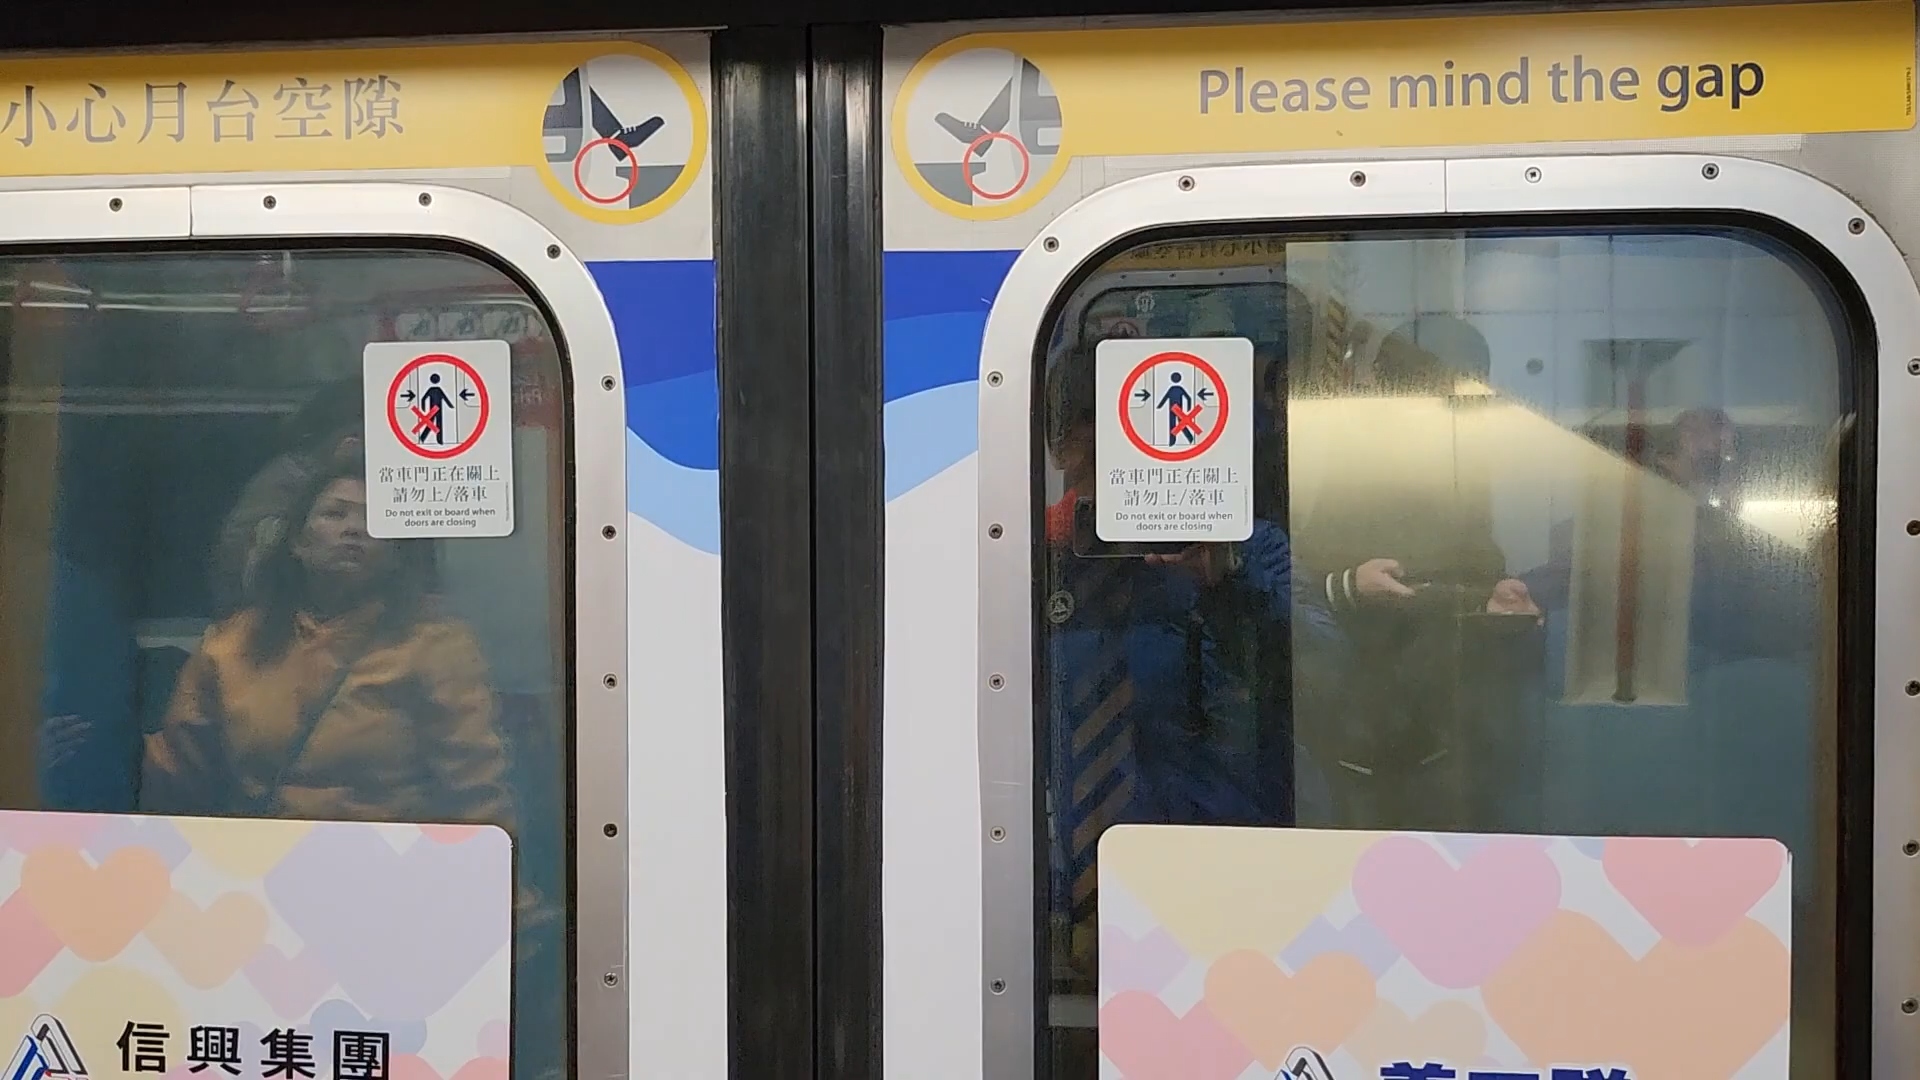 小心月台空隙
Please mind the gap
當車門正在關上
請勿上/落車
Do not exit or board when
doors are closing
當車門正在關上
請勿上/落車
Do not exit or board when
doors are closing
信興集團